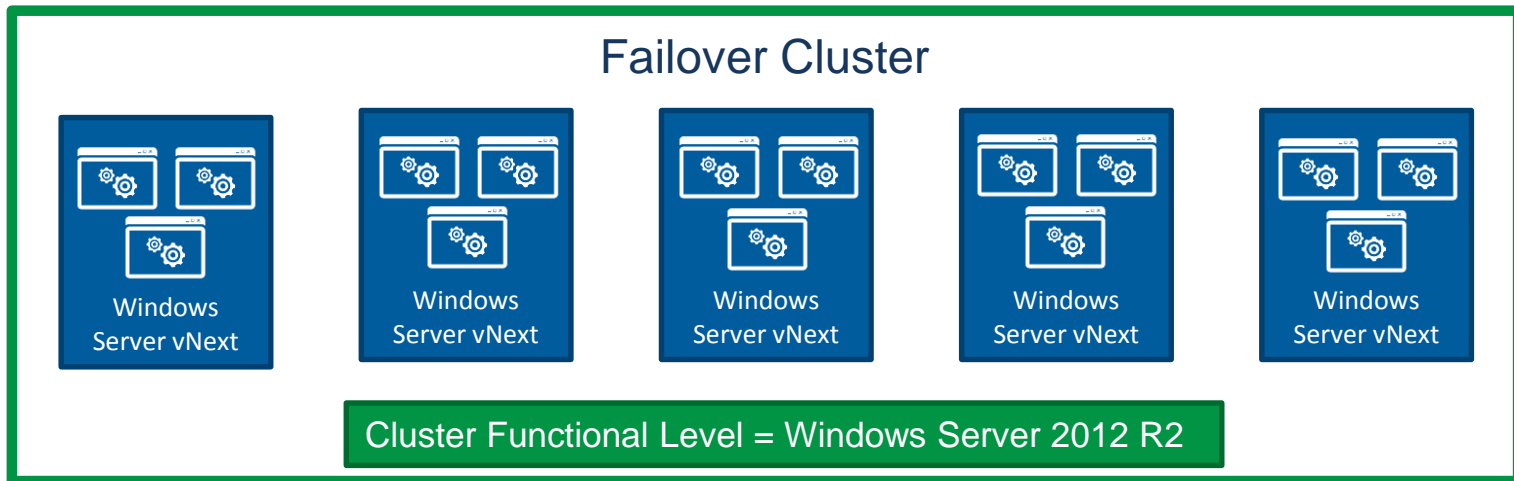 Failover Cluster
Windows
Server vNext
Windows
Server vNext
Windows
Server vNext
Windows
Server vNext
Windows
Server vNext
Cluster Functional Level = Windows Server 2012 R2